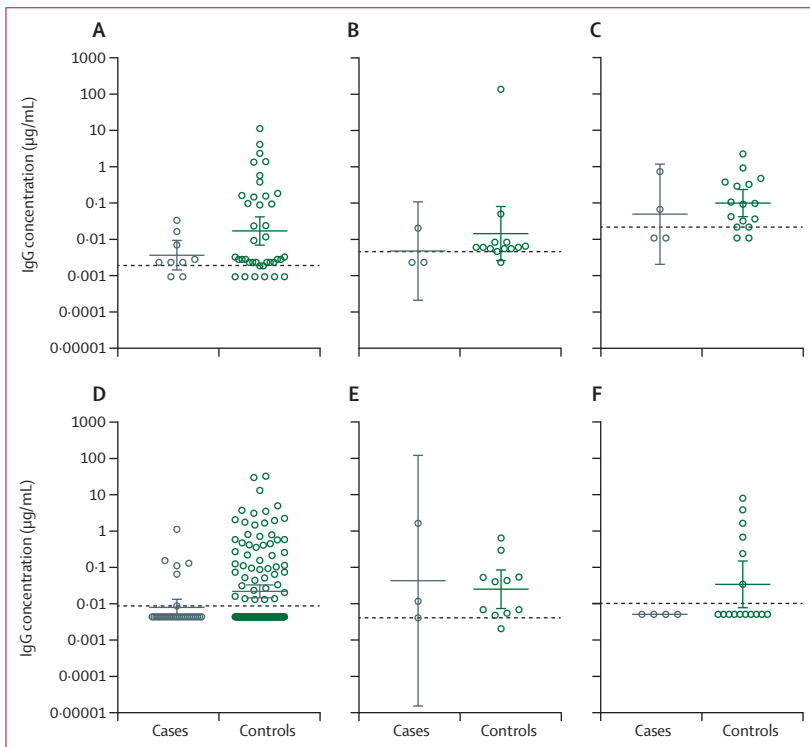 A
B
C
IgG concentration (μg/mL)
1000
100
10
1
0·1
0·01
0·001
0·0001
0·00001
D
E
F
IgG concentration (μg/mL)
1000
100
10
1
0·1
0·01
0·001
0·0001
0·00001
Cases Controls Cases Controls Cases Controls